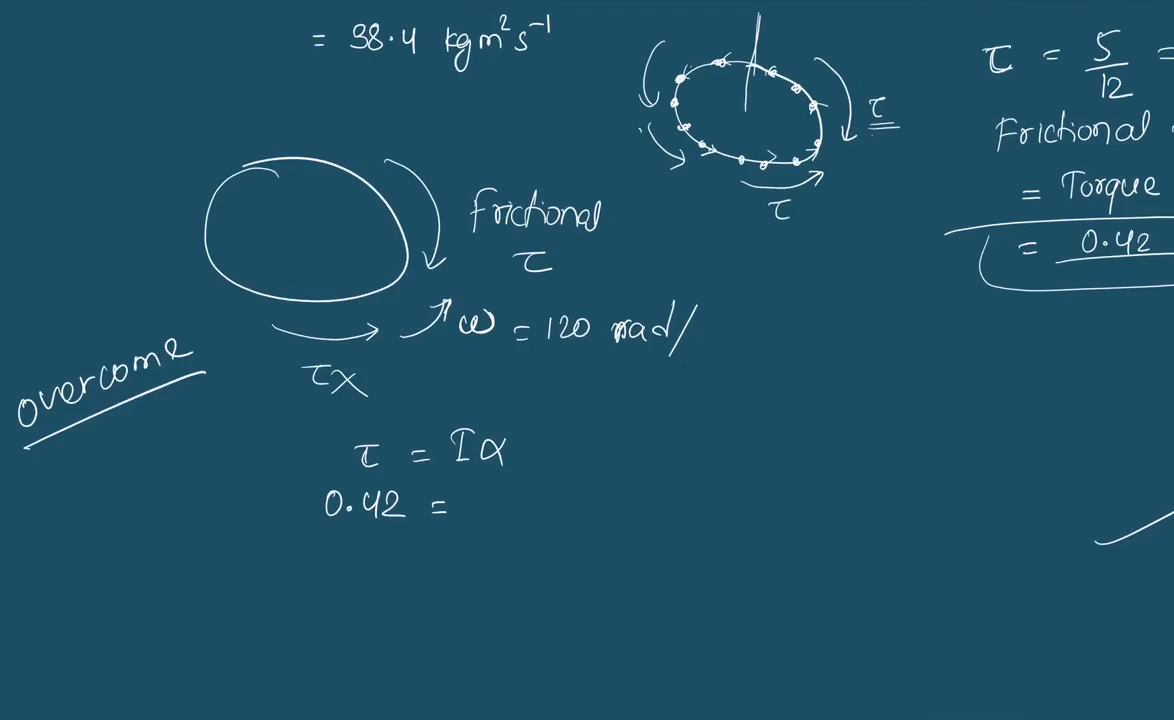 = 38.4 kgm²s⁻¹
τ
τ
τ = 5/12 =
Frictional =
= Torque
= 0.42
frictional
τ
ω = 120 rad/
τx
overcome
τ = Iα
0.42 =